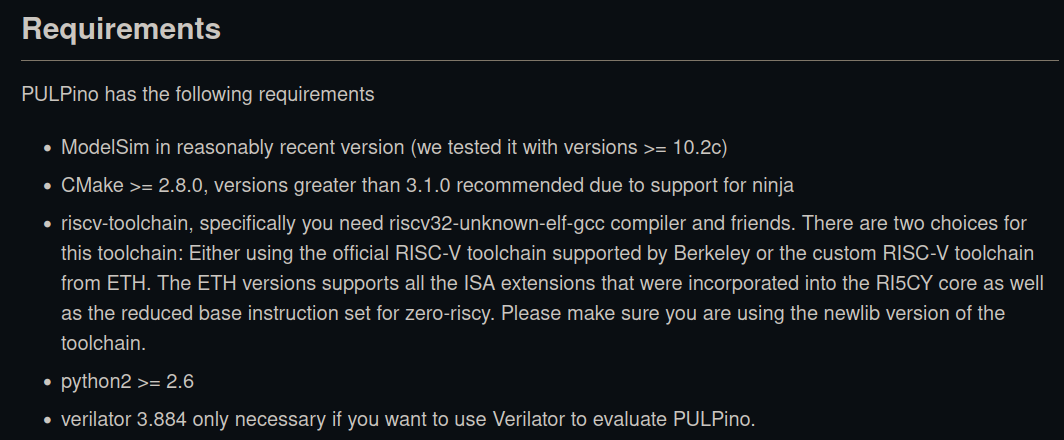 Requirements
PULPino has the following requirements
• ModelSim in reasonably recent version (we tested it with versions >= 10.2c)
• CMake >= 2.8.0, versions greater than 3.1.0 recommended due to support for ninja
• riscv-toolchain, specifically you need riscv32-unknown-elf-gcc compiler and friends. There are two choices for
this toolchain: Either using the official RISC-V toolchain supported by Berkeley or the custom RISC-V toolchain
from ETH. The ETH versions supports all the ISA extensions that were incorporated into the RI5CY core as well
as the reduced base instruction set for zero-riscy. Please make sure you are using the newlib version of the
toolchain.
• python2 >= 2.6
• verilator 3.884 only necessary if you want to use Verilator to evaluate PULPino.